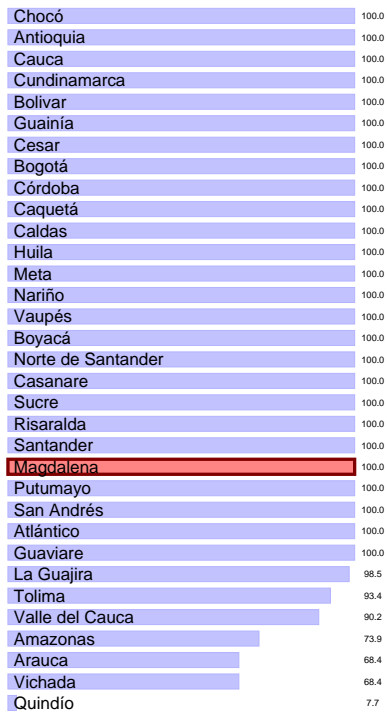 Chocó 100.0
Antioquia 100.0
Cauca 100.0
Cundinamarca 100.0
Bolivar 100.0
Guainía 100.0
Cesar 100.0
Bogotá 100.0
Córdoba 100.0
Caquetá 100.0
Caldas 100.0
Huila 100.0
Meta 100.0
Nariño 100.0
Vaupés 100.0
Boyacá 100.0
Norte de Santander 100.0
Casanare 100.0
Sucre 100.0
Risaralda 100.0
Santander 100.0
Magdalena 100.0
Putumayo 100.0
San Andrés 100.0
Atlántico 100.0
Guaviare 100.0
La Guajira 98.5
Tolima 93.4
Valle del Cauca 90.2
Amazonas 73.9
Arauca 68.4
Vichada 68.4
Quindío 7.7